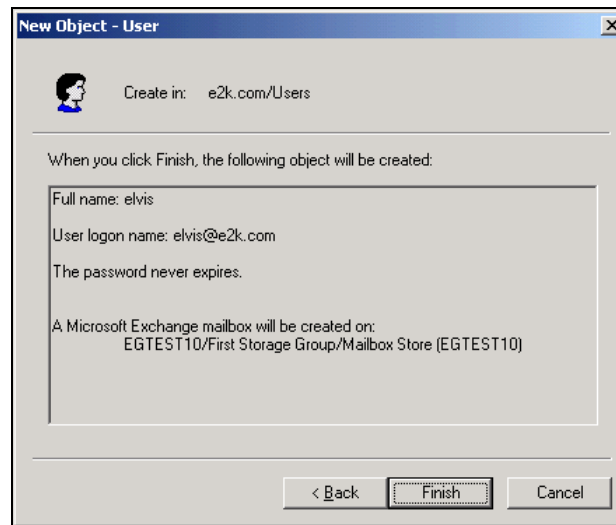 New Object - User
Create in: e2k.com/Users
When you click Finish, the following object will be created:
Full name: elvis
User logon name: elvis@e2k.com
The password never expires.
A Microsoft Exchange mailbox will be created on:
EGTEST10/First Storage Group/Mailbox Store (EGTEST10)
< Back Finish Cancel